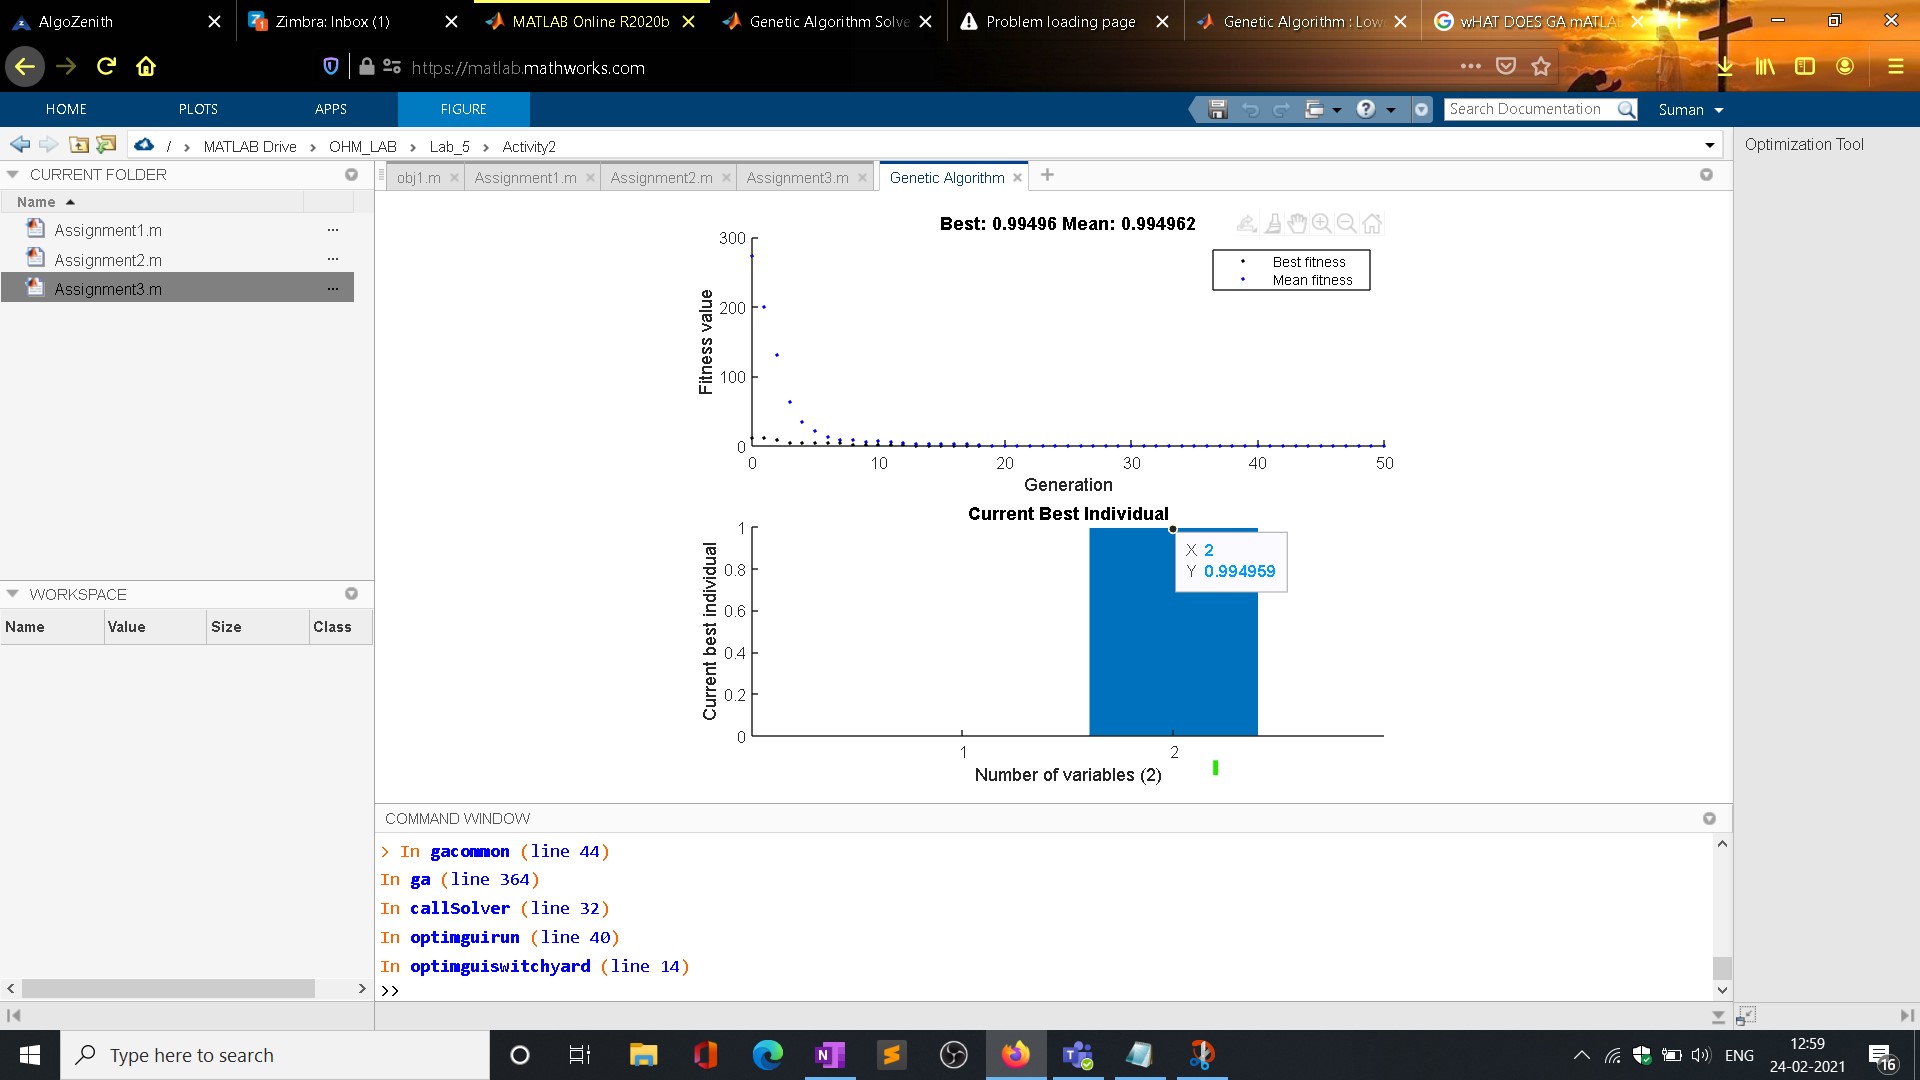 AlgoZenith
Zimbra: Inbox (1)
MATLAB Online R2020b
Genetic Algorithm Solve
Problem loading page
Genetic Algorithm : Low
wHAT DOES GA mATLA
https://matlab.mathworks.com
HOME
PLOTS
APPS
FIGURE
Search Documentation
Suman
/ › MATLAB Drive › OHM_LAB › Lab_5 › Activity2
Optimization Tool
CURRENT FOLDER
Name
Assignment1.m ...
Assignment2.m ...
Assignment3.m ...
WORKSPACE
Name Value Size Class
obj1.m
Assignment1.m
Assignment2.m
Assignment3.m
Genetic Algorithm
Best: 0.99496 Mean: 0.994962
Best fitness
Mean fitness
Fitness value
300
200
100
0
0 10 20 30 40 50
Generation
Current Best Individual
Current best individual
1
0.8
0.6
0.4
0.2
0
X 2
Y 0.994959
1 2
Number of variables (2)
COMMAND WINDOW
> In gacommon (line 44)
In ga (line 364)
In callSolver (line 32)
In optimguirun (line 40)
In optimguiswitchyard (line 14)
>>
Type here to search
ENG
12:59
24-02-2021
16